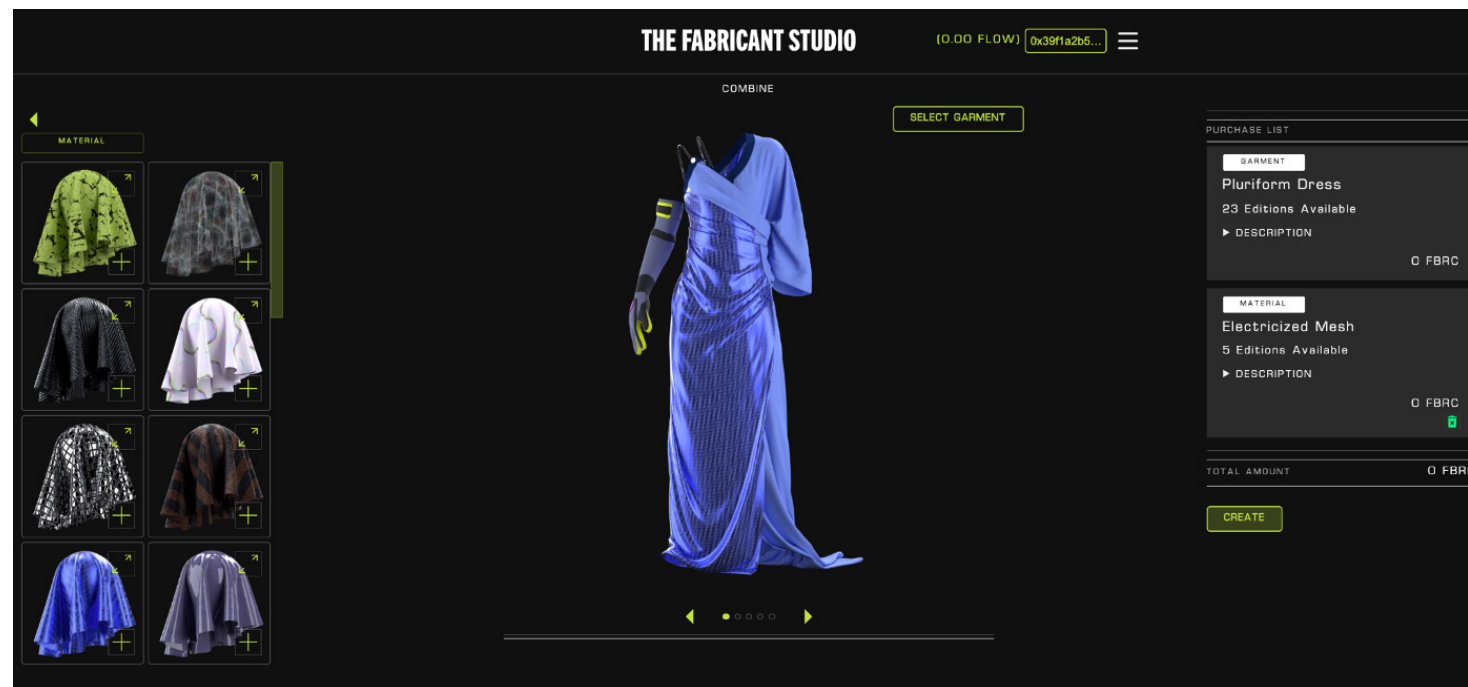 THE FABRICANT STUDIO
(0.00 FLOW) 0x39f1a2b5...
COMBINE
MATERIAL
SELECT GARMENT
PURCHASE LIST
GARMENT
Pluriform Dress
23 Editions Available
DESCRIPTION
0 FBRC
MATERIAL
Electricized Mesh
5 Editions Available
DESCRIPTION
0 FBRC
TOTAL AMOUNT 0 FBR
CREATE